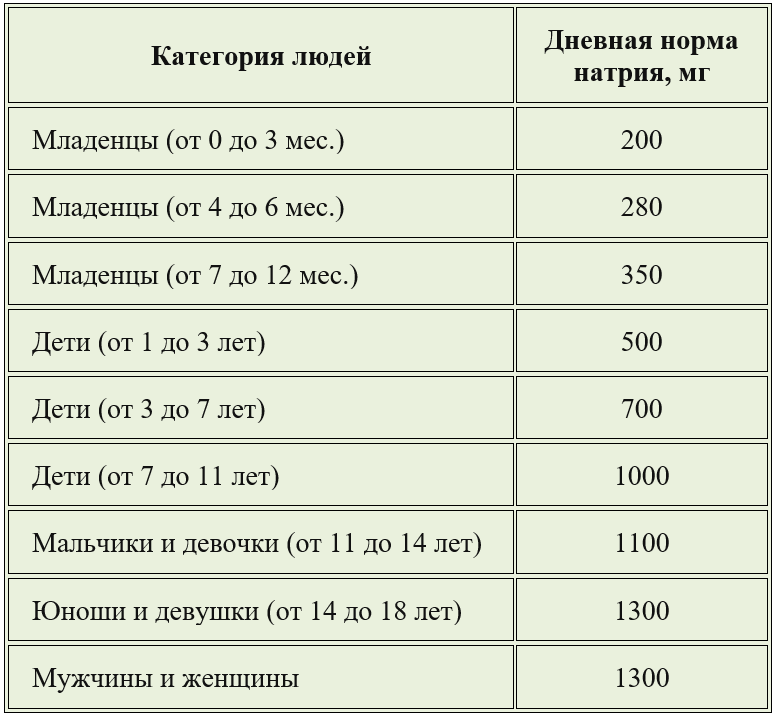 Категория людей
Дневная норма
натрия, мг
Младенцы (от 0 до 3 мес.)
200
Младенцы (от 4 до 6 мес.)
280
Младенцы (от 7 до 12 мес.)
350
Дети (от 1 до 3 лет)
500
Дети (от 3 до 7 лет)
700
Дети (от 7 до 11 лет)
1000
Мальчики и девочки (от 11 до 14 лет)
1100
Юноши и девушки (от 14 до 18 лет)
1300
Мужчины и женщины
1300